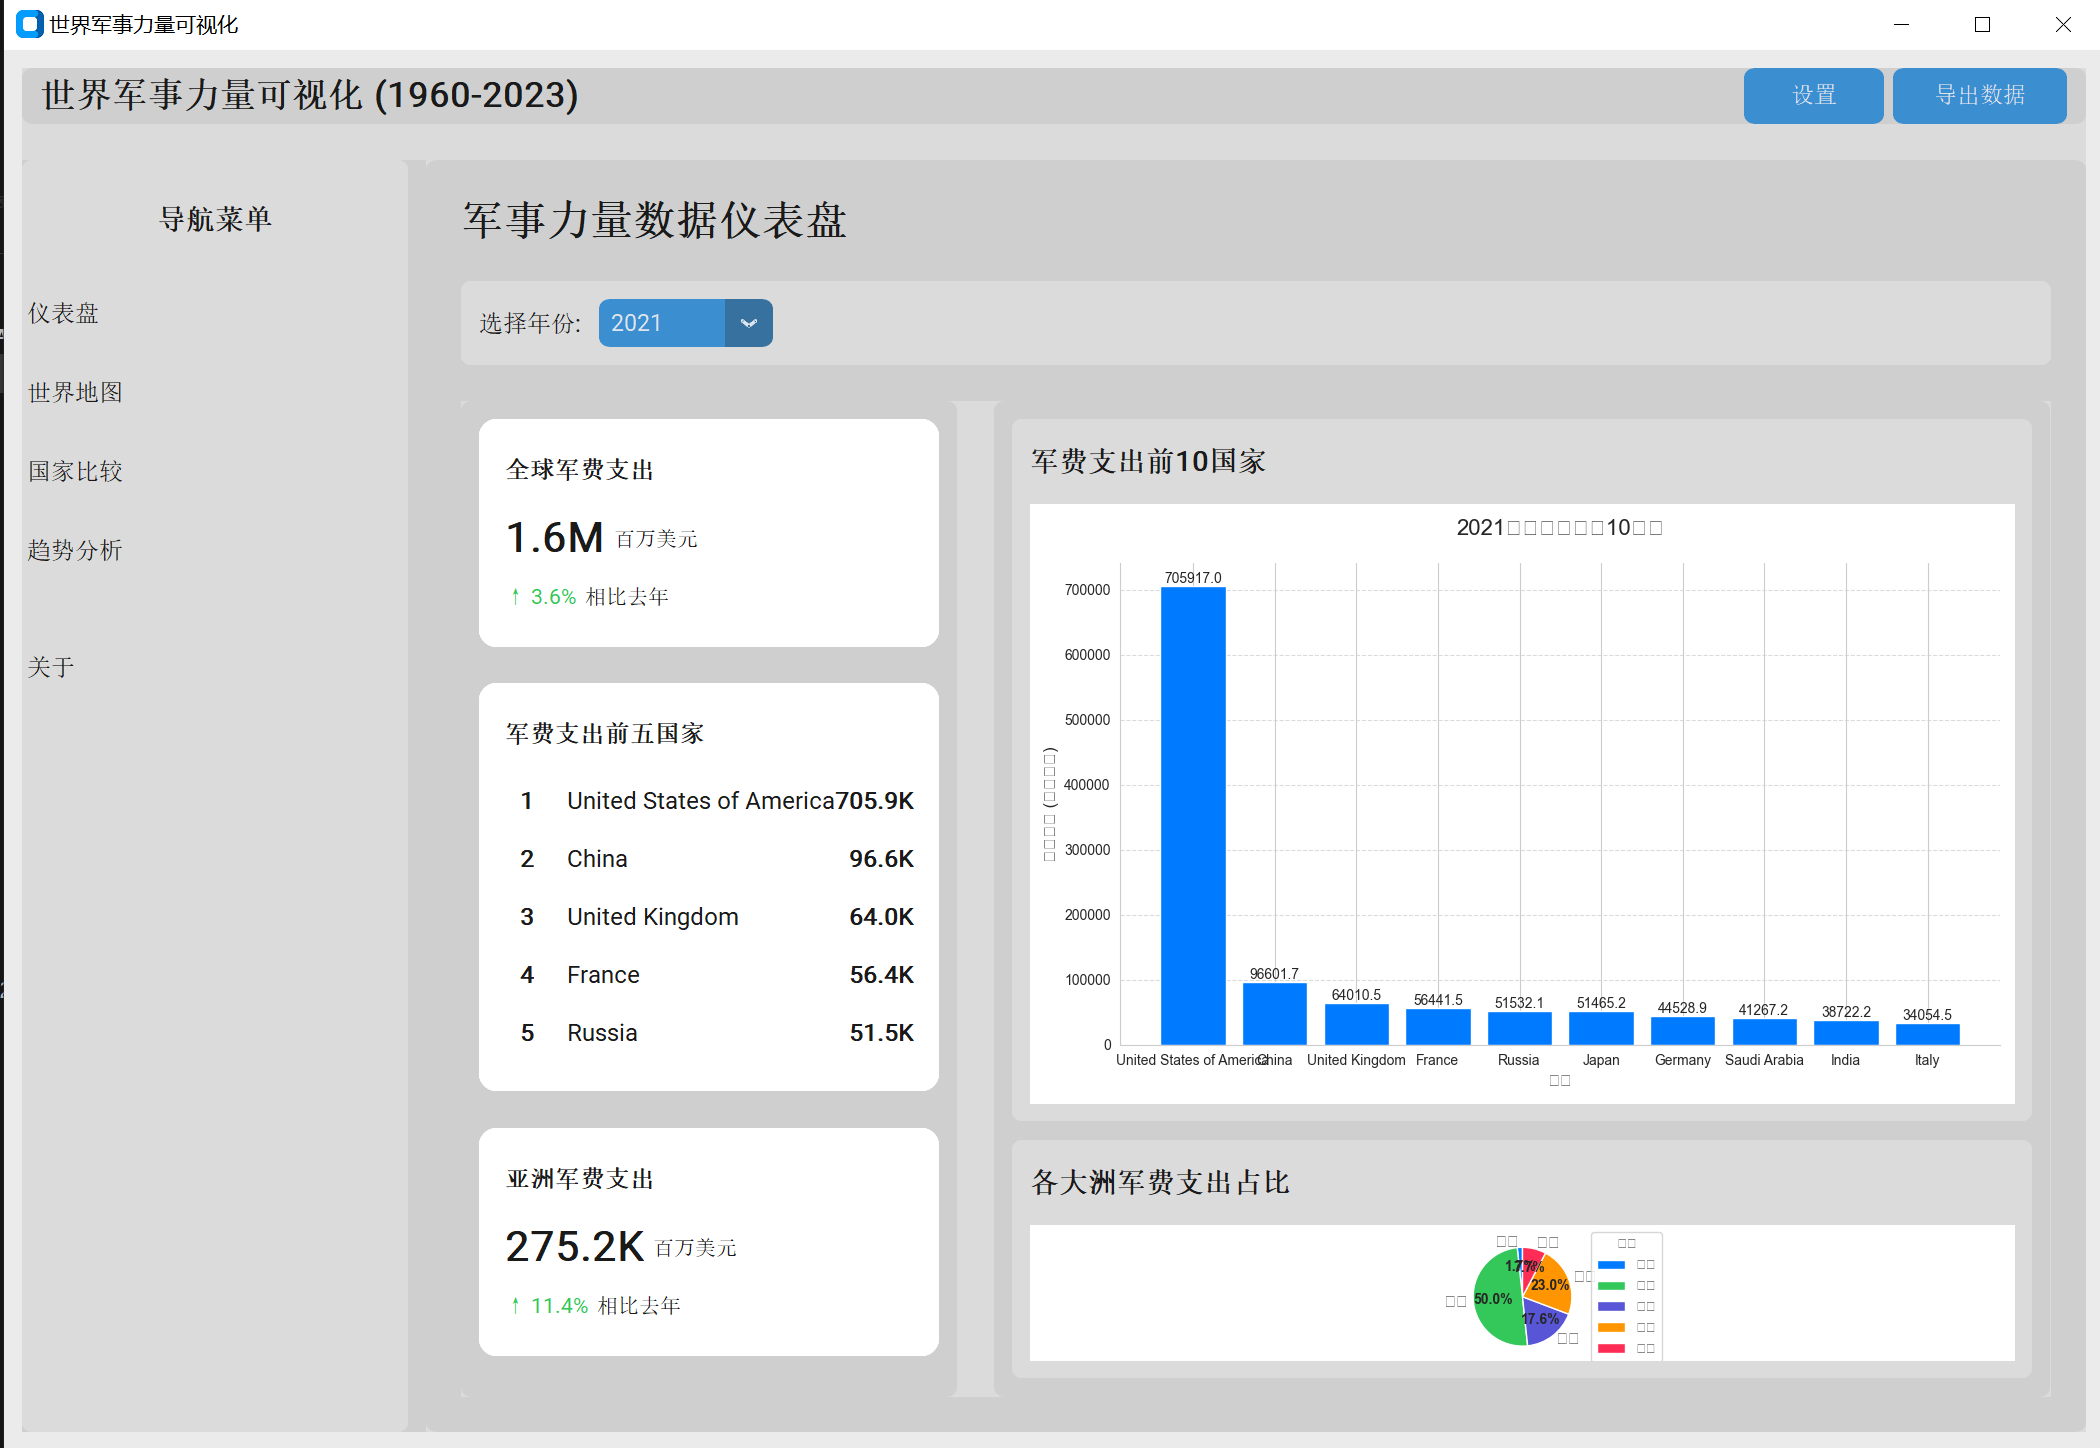 世界军事力量可视化
世界军事力量可视化 (1960-2023)
设置
导出数据
导航菜单
仪表盘
世界地图
国家比较
趋势分析
关于
军事力量数据仪表盘
选择年份:
2021
全球军费支出
1.6M 百万美元
↑ 3.6% 相比去年
军费支出前五国家
1 United States of America 705.9K
2 China 96.6K
3 United Kingdom 64.0K
4 France 56.4K
5 Russia 51.5K
亚洲军费支出
275.2K 百万美元
↑ 11.4% 相比去年
军费支出前10国家
2021□□□□□□□10□□
700000
600000
500000
400000
300000
200000
100000
0
□□□□ (□□□□)
705917.0
96601.7
64010.5
56441.5
51532.1
51465.2
44528.9
41267.2
38722.2
34054.5
United States of America
China
United Kingdom
France
Russia
Japan
Germany
Saudi Arabia
India
Italy
□□
各大洲军费支出占比
□□
□□
□□
□□
□□
1.7%
7.7%
23.0%
50.0%
17.6%
□□
□□
□□
□□
□□
□□